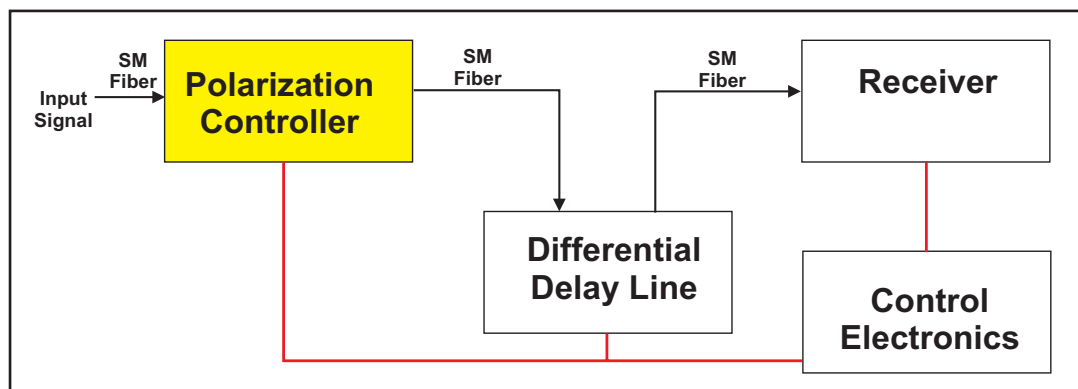 SM
Fiber
Input
Signal
Polarization
Controller
SM
Fiber
SM
Fiber
Receiver
Differential
Delay Line
Control
Electronics